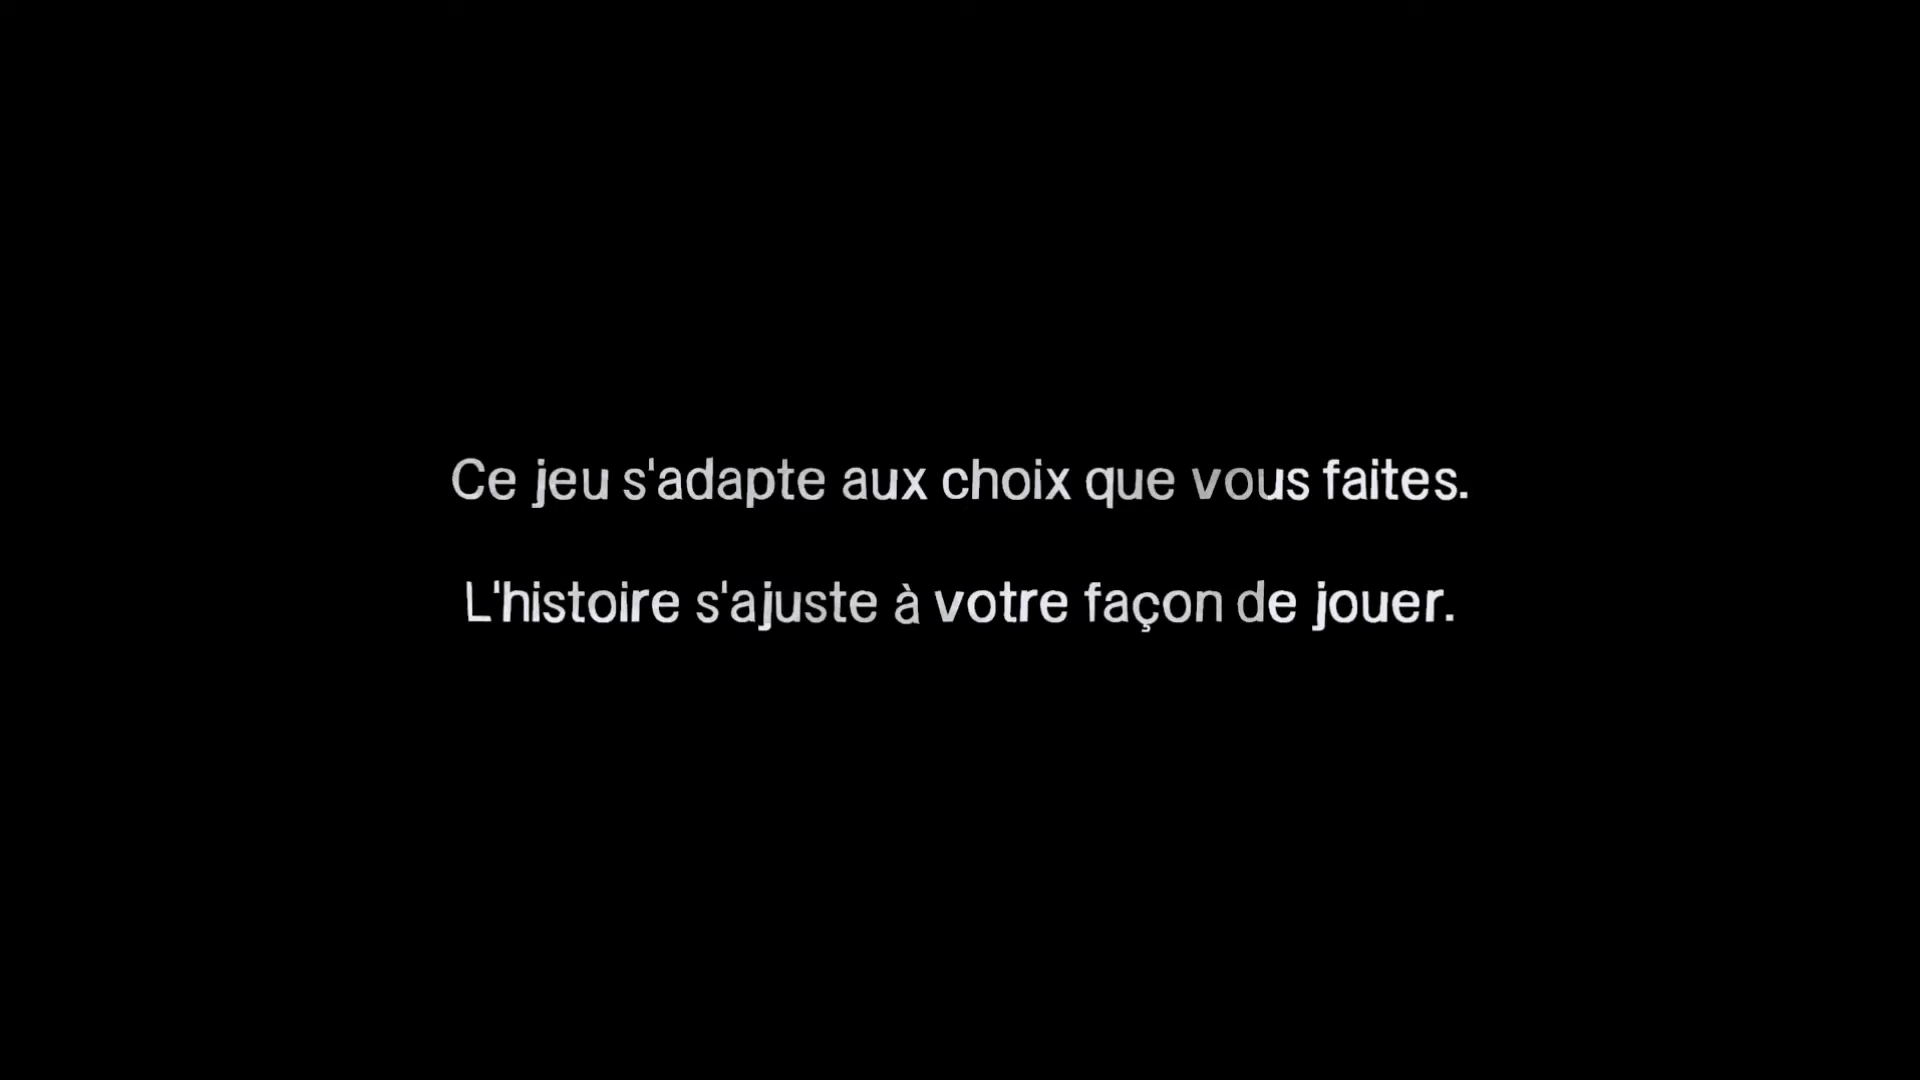 Ce jeu s'adapte aux choix que vous faites.
L'histoire s'ajuste à votre façon de jouer.